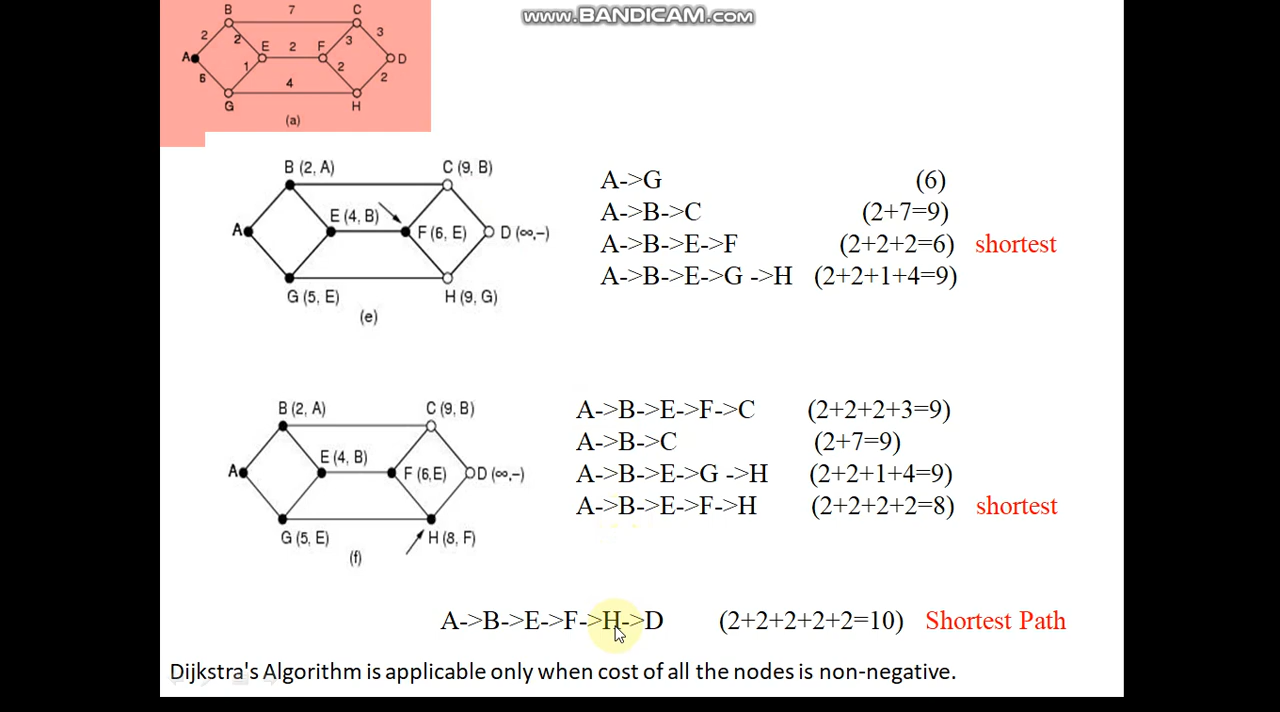 www.BANDICAM.com
B 7 C
2 2 E 2 F 3 3
A D
6 1 2 2
4
G H
(a)
B (2, A) C (9, B)
A->G (6)
A->B->C (2+7=9)
E (4, B)
A F (6, E) D (∞,-)
A->B->E->F (2+2+2=6) shortest
A->B->E->G ->H (2+2+1+4=9)
G (5, E) H (9, G)
(e)
B (2, A) C (9, B)
A->B->E->F->C (2+2+2+3=9)
A->B->C (2+7=9)
E (4, B)
A F (6,E) D (∞,-)
A->B->E->G ->H (2+2+1+4=9)
A->B->E->F->H (2+2+2+2=8) shortest
G (5, E) H (8, F)
(f)
A->B->E->F->H->D (2+2+2+2+2=10) Shortest Path
Dijkstra's Algorithm is applicable only when cost of all the nodes is non-negative.